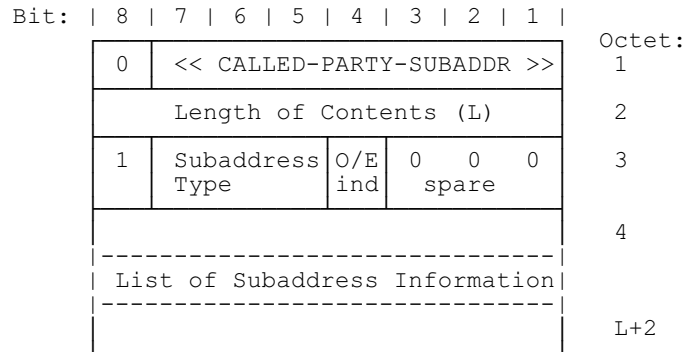 Bit: | 8 | 7 | 6 | 5 | 4 | 3 | 2 | 1 |
Octet:
0 << CALLED-PARTY-SUBADDR >> 1
Length of Contents (L) 2
1 Subaddress O/E 0 0 0 3
Type ind spare
4
List of Subaddress Information
L+2